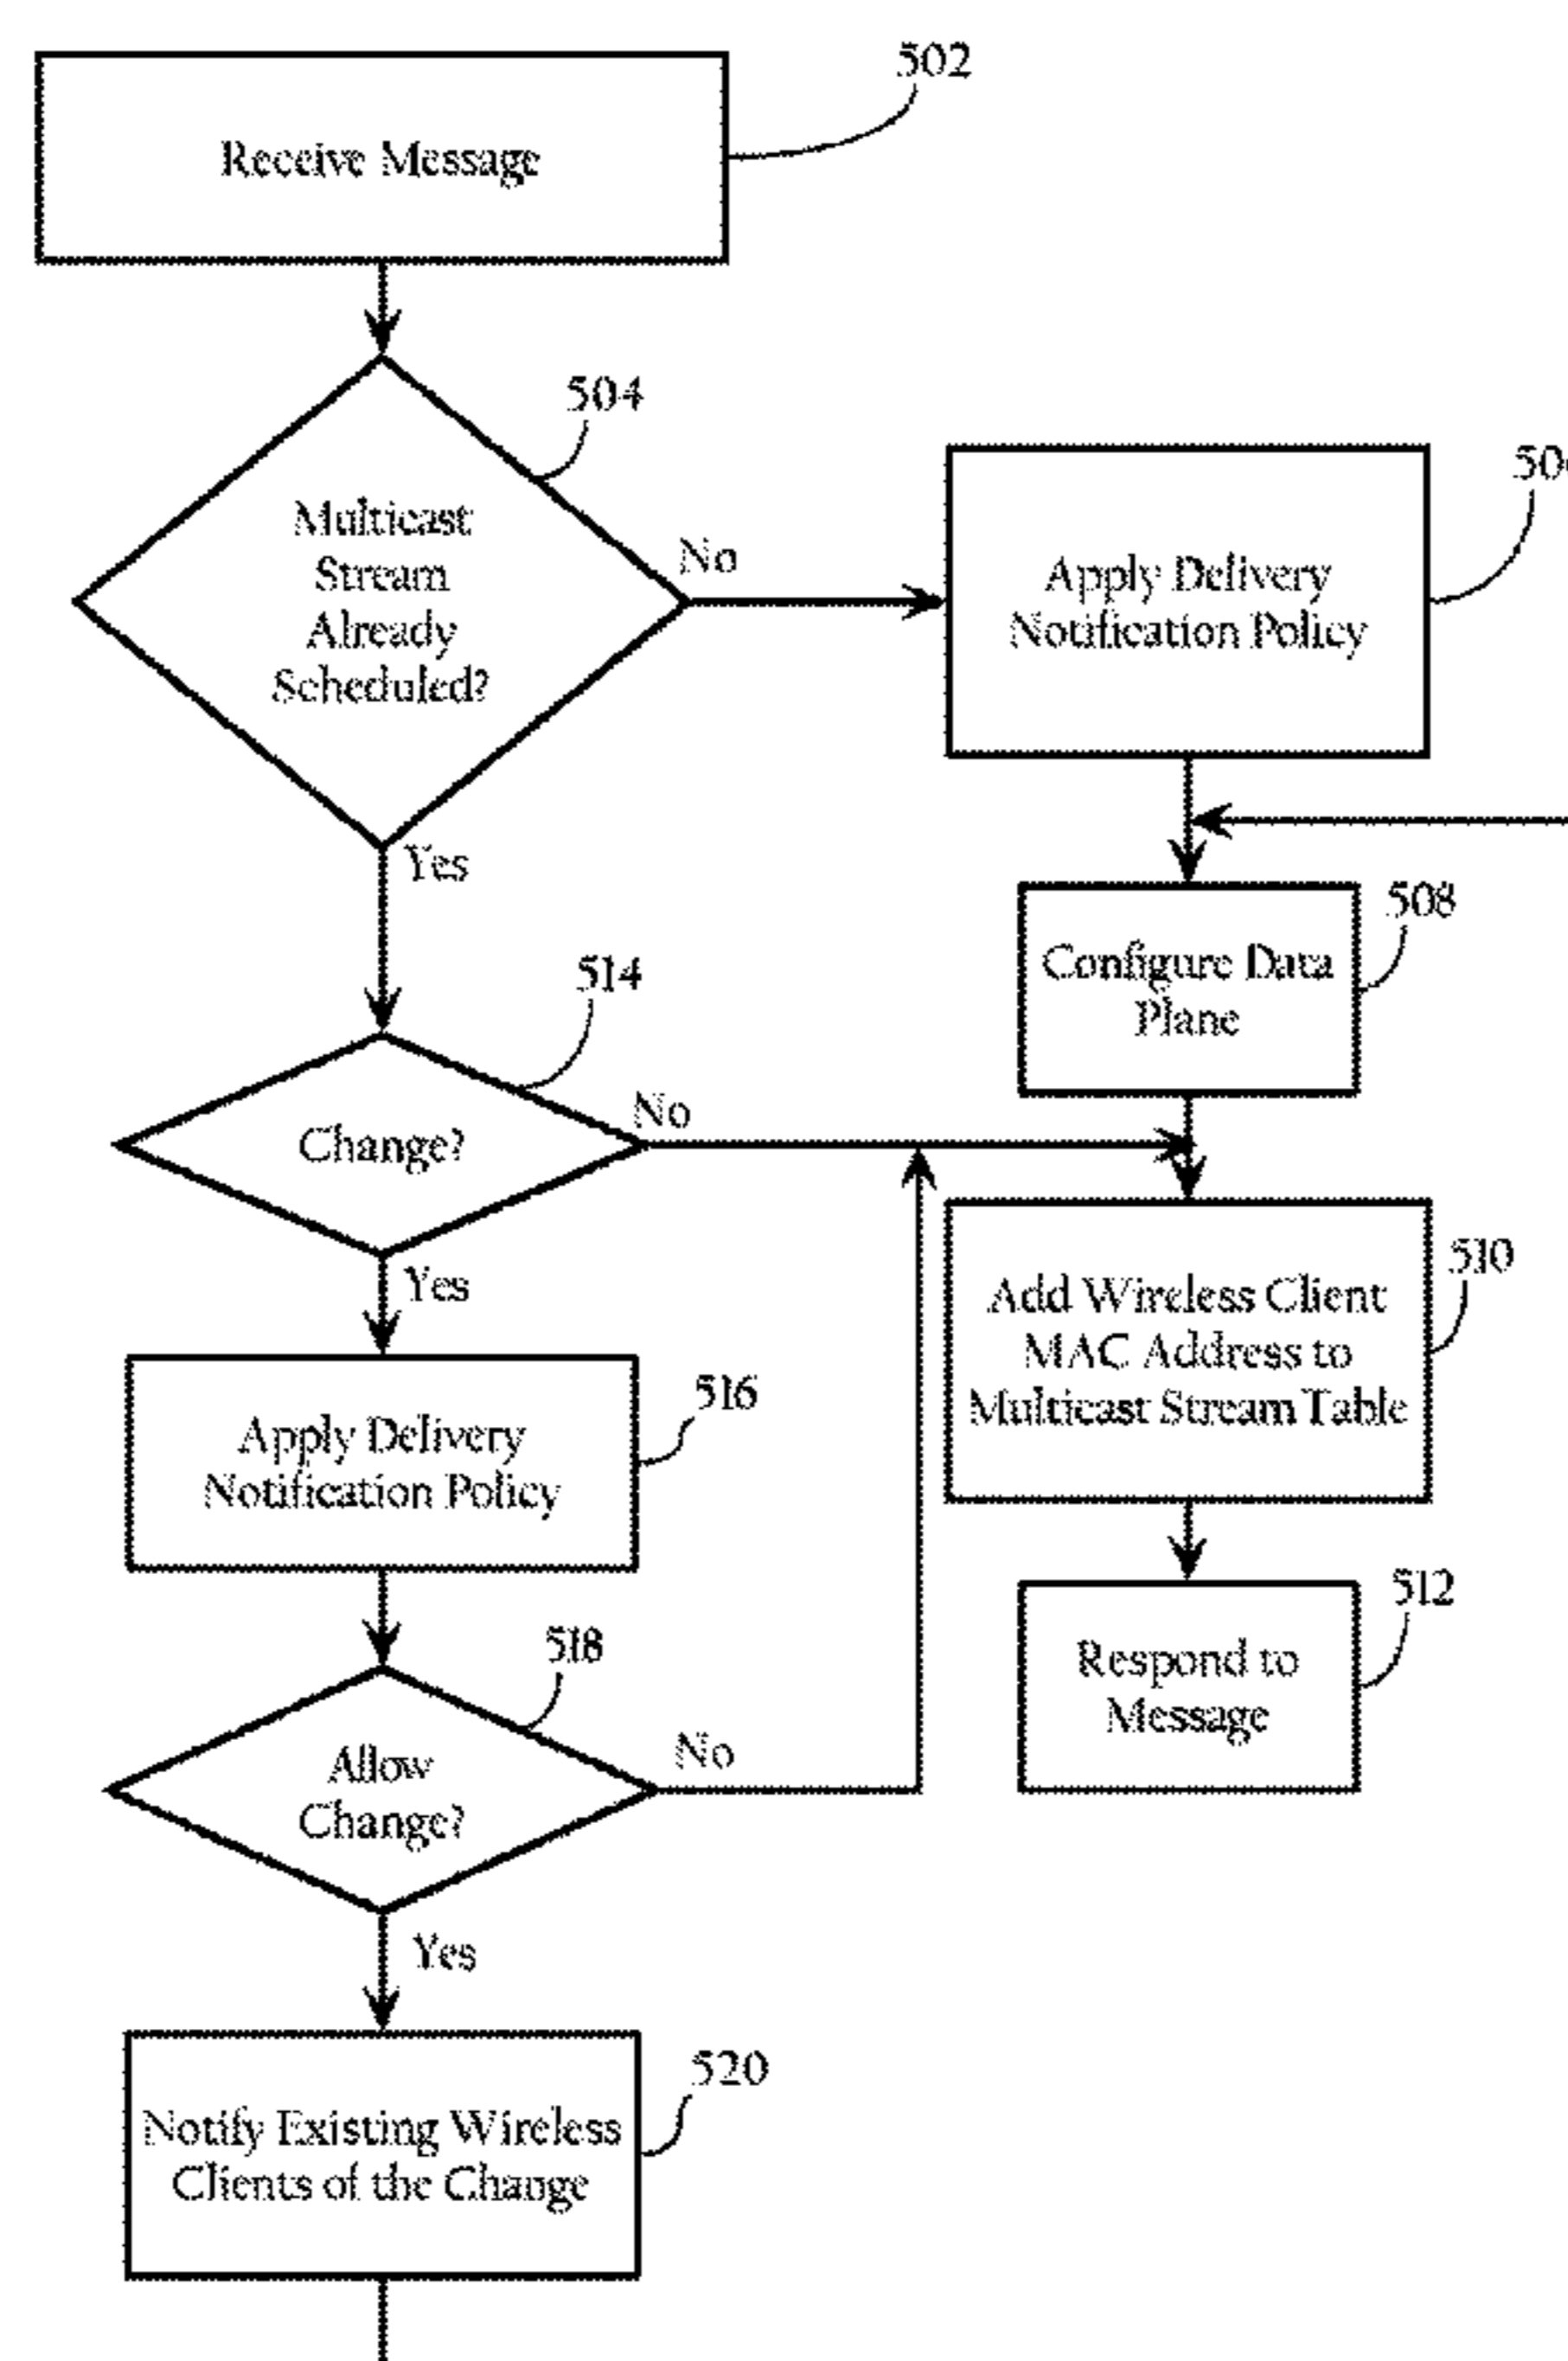 502
Receive Message
504
Multicast
Stream
Already
Scheduled?
No
Apply Delivery
Notification Policy
Yes
508
Configure Data
Plane
514
Change?
No
510
Add Wireless Client
MAC Address to
Multicast Stream Table
Yes
516
Apply Delivery
Notification Policy
512
Respond to
Message
518
Allow
Change?
No
Yes
520
Notify Existing Wireless
Clients of the Change